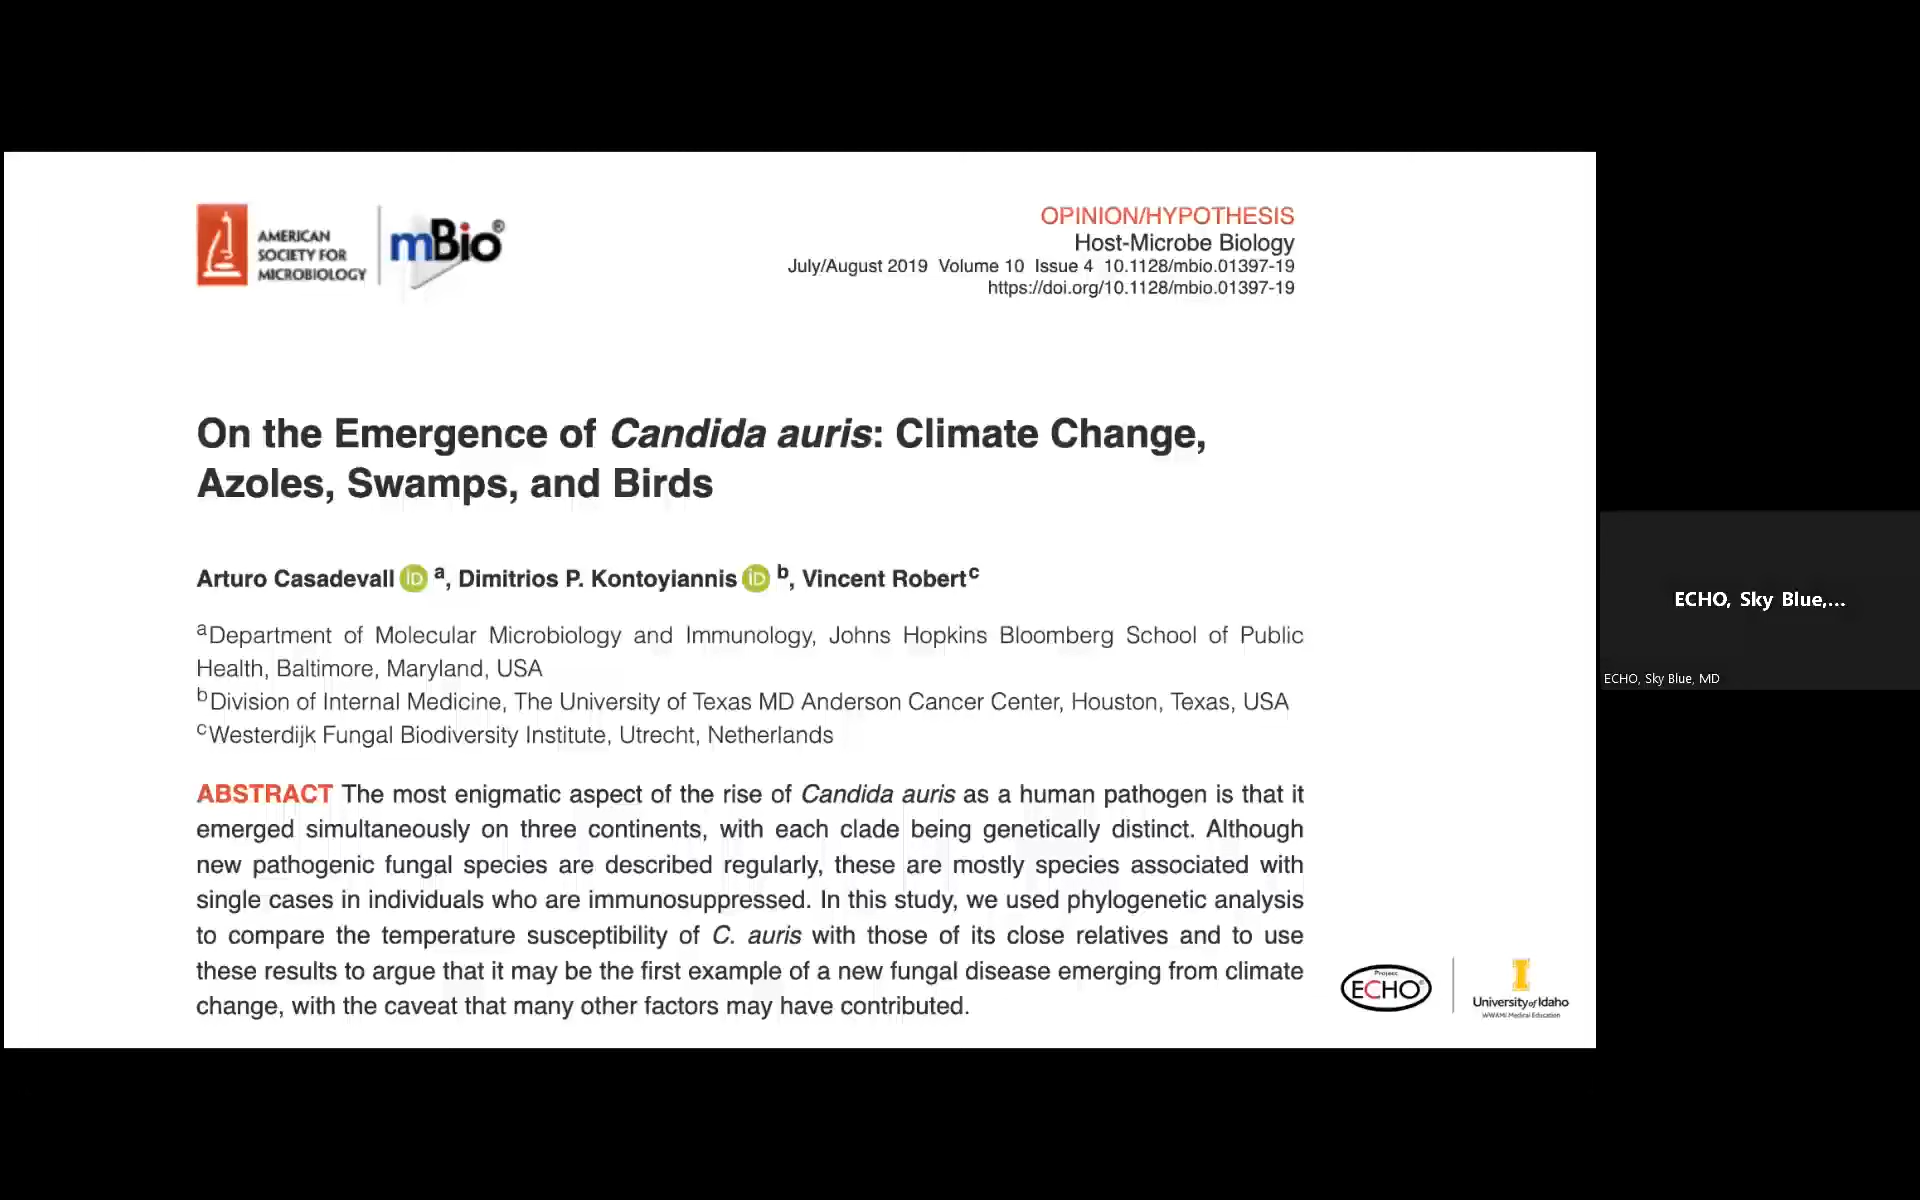 AMERICAN
SOCIETY FOR
MICROBIOLOGY
mBio®
OPINION/HYPOTHESIS
Host-Microbe Biology
July/August 2019 Volume 10 Issue 4 10.1128/mbio.01397-19
https://doi.org/10.1128/mbio.01397-19
On the Emergence of Candida auris: Climate Change,
Azoles, Swamps, and Birds
Arturo Casadevall iD a, Dimitrios P. Kontoyiannis iD b, Vincent Robert c
a Department of Molecular Microbiology and Immunology, Johns Hopkins Bloomberg School of Public
Health, Baltimore, Maryland, USA
b Division of Internal Medicine, The University of Texas MD Anderson Cancer Center, Houston, Texas, USA
c Westerdijk Fungal Biodiversity Institute, Utrecht, Netherlands
ABSTRACT The most enigmatic aspect of the rise of Candida auris as a human pathogen is that it
emerged simultaneously on three continents, with each clade being genetically distinct. Although
new pathogenic fungal species are described regularly, these are mostly species associated with
single cases in individuals who are immunosuppressed. In this study, we used phylogenetic analysis
to compare the temperature susceptibility of C. auris with those of its close relatives and to use
these results to argue that it may be the first example of a new fungal disease emerging from climate
change, with the caveat that many other factors may have contributed.
Project
ECHO®
I
University of Idaho
WWAMI Medical Education
ECHO, Sky Blue,...
ECHO, Sky Blue, MD